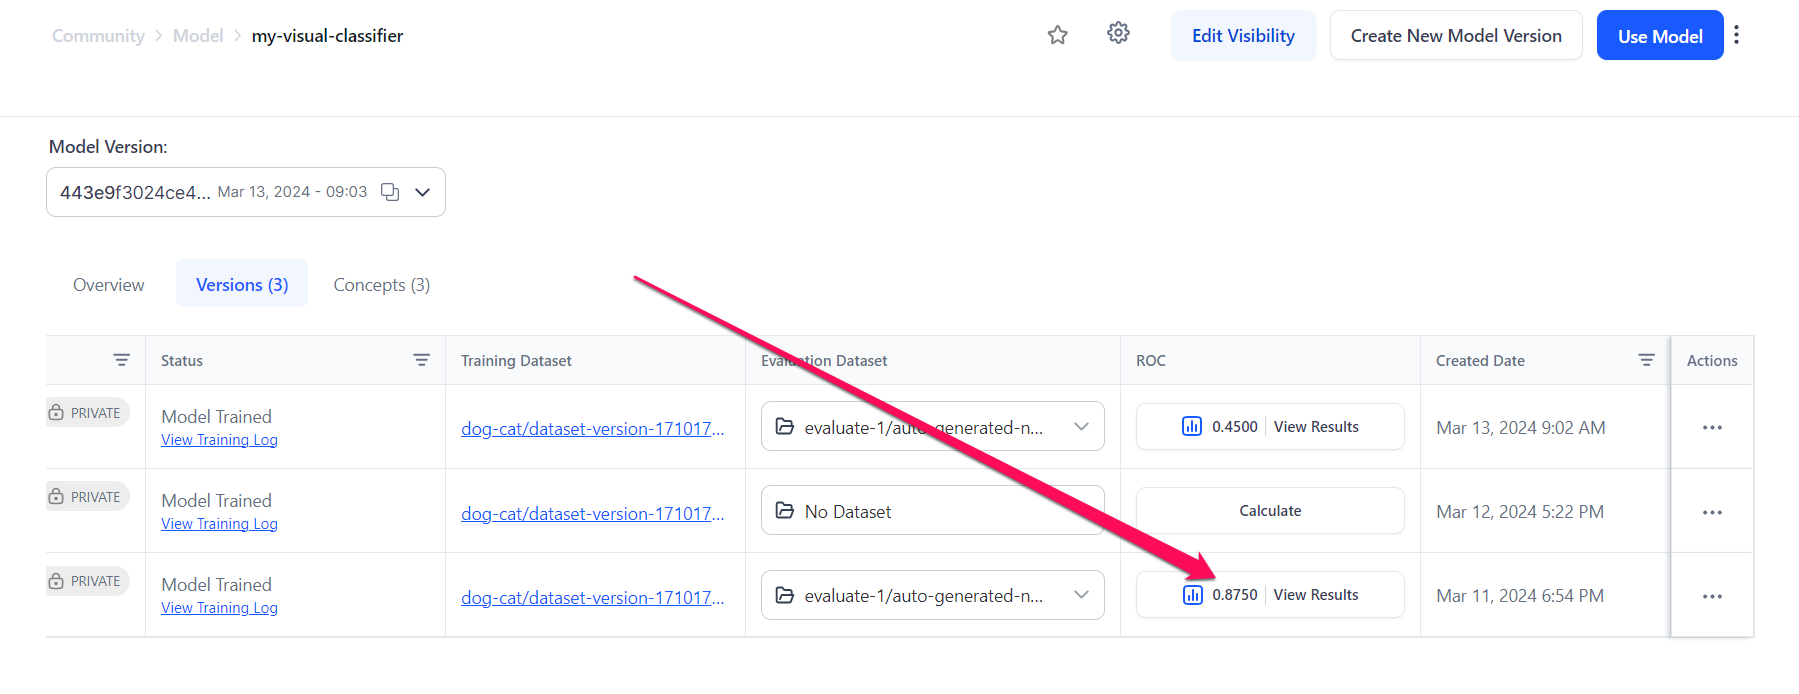 Community > Model > my-visual-classifier
Edit Visibility
Create New Model Version
Use Model
Model Version:
443e9f3024ce4... Mar 13, 2024 - 09:03
Overview
Versions (3)
Concepts (3)
Status
Training Dataset
Evaluation Dataset
ROC
Created Date
Actions
PRIVATE
Model Trained
View Training Log
dog-cat/dataset-version-171017...
evaluate-1/auto-generated-n...
0.4500 | View Results
Mar 13, 2024 9:02 AM
PRIVATE
Model Trained
View Training Log
dog-cat/dataset-version-171017...
No Dataset
Calculate
Mar 12, 2024 5:22 PM
PRIVATE
Model Trained
View Training Log
dog-cat/dataset-version-171017...
evaluate-1/auto-generated-n...
0.8750 | View Results
Mar 11, 2024 6:54 PM